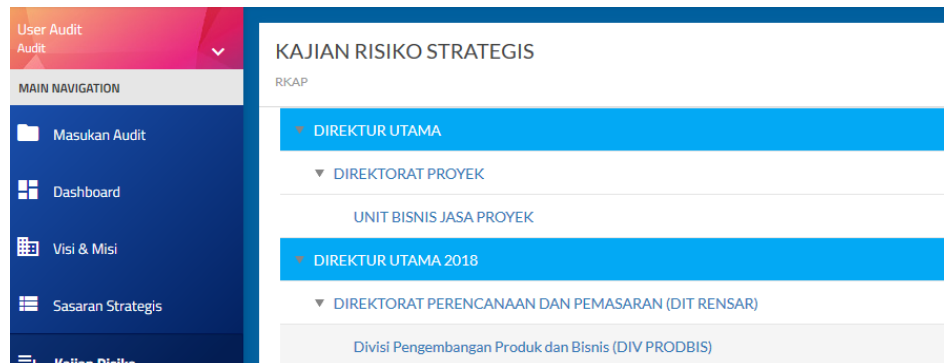 User Audit
Audit
MAIN NAVIGATION
Masukan Audit
Dashboard
Visi & Misi
Sasaran Strategis
Kajian Risiko
KAJIAN RISIKO STRATEGIS
RKAP
DIREKTUR UTAMA
DIREKTORAT PROYEK
UNIT BISNIS JASA PROYEK
DIREKTUR UTAMA 2018
DIREKTORAT PERENCANAAN DAN PEMASARAN (DIT RENSAR)
Divisi Pengembangan Produk dan Bisnis (DIV PRODBIS)